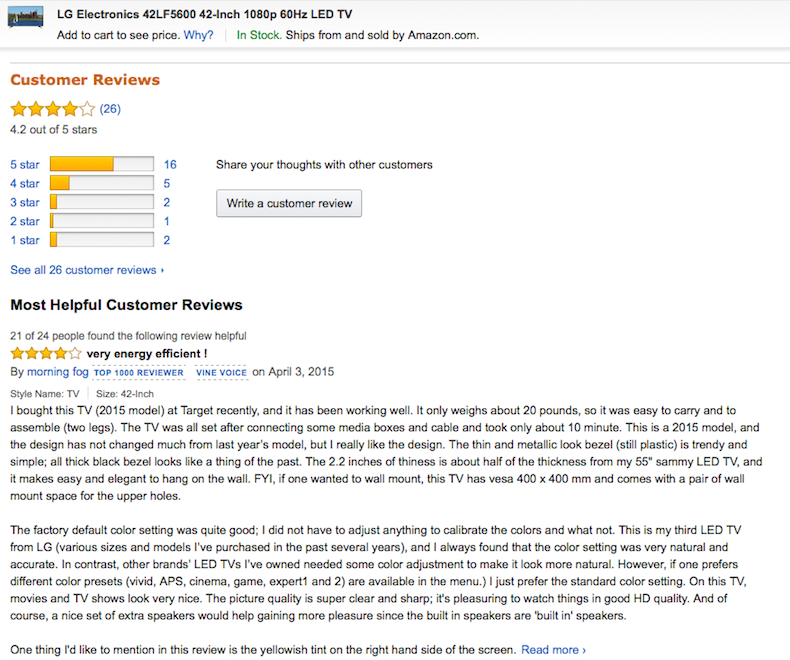 LG Electronics 42LF5600 42-Inch 1080p 60Hz LED TV
Add to cart to see price. Why? In Stock. Ships from and sold by Amazon.com.
Customer Reviews
(26)
4.2 out of 5 stars
5 star 16
4 star 5
3 star 2
2 star 1
1 star 2
Share your thoughts with other customers
Write a customer review
See all 26 customer reviews ›
Most Helpful Customer Reviews
21 of 24 people found the following review helpful
very energy efficient !
By morning fog TOP 1000 REVIEWER VINE VOICE on April 3, 2015
Style Name: TV Size: 42-Inch
I bought this TV (2015 model) at Target recently, and it has been working well. It only weighs about 20 pounds, so it was easy to carry and to
assemble (two legs). The TV was all set after connecting some media boxes and cable and took only about 10 minute. This is a 2015 model, and
the design has not changed much from last year's model, but I really like the design. The thin and metallic look bezel (still plastic) is trendy and
simple; all thick black bezel looks like a thing of the past. The 2.2 inches of thiness is about half of the thickness from my 55" sammy LED TV, and
it makes easy and elegant to hang on the wall. FYI, if one wanted to wall mount, this TV has vesa 400 x 400 mm and comes with a pair of wall
mount space for the upper holes.
The factory default color setting was quite good; I did not have to adjust anything to calibrate the colors and what not. This is my third LED TV
from LG (various sizes and models I've purchased in the past several years), and I always found that the color setting was very natural and
accurate. In contrast, other brands' LED TVs I've owned needed some color adjustment to make it look more natural. However, if one prefers
different color presets (vivid, APS, cinema, game, expert1 and 2) are available in the menu.) I just prefer the standard color setting. On this TV,
movies and TV shows look very nice. The picture quality is super clear and sharp; it's pleasuring to watch things in good HD quality. And of
course, a nice set of extra speakers would help gaining more pleasure since the built in speakers are 'built in' speakers.
One thing I'd like to mention in this review is the yellowish tint on the right hand side of the screen. Read more ›